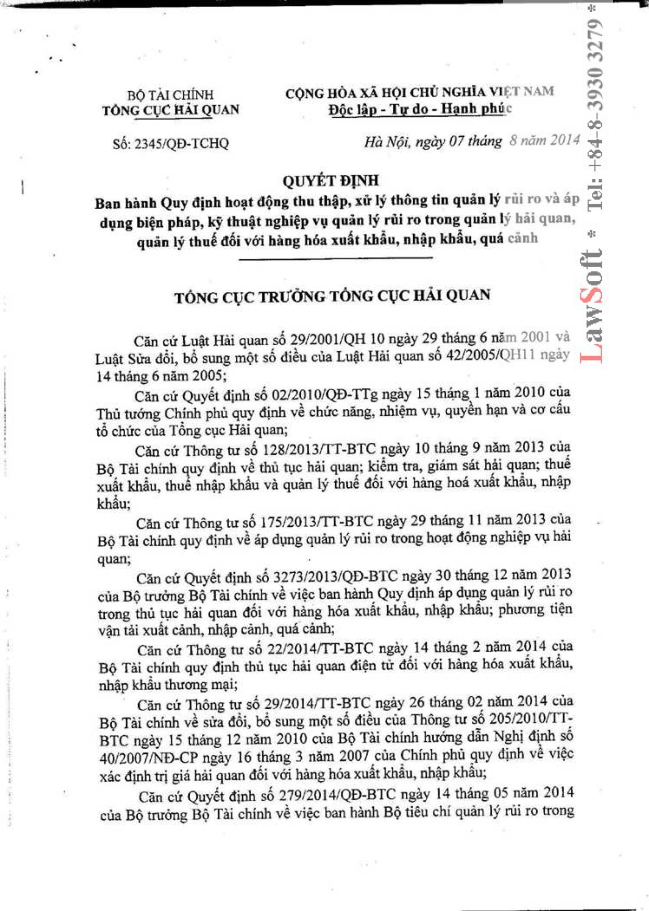 BỘ TÀI CHÍNH
TỔNG CỤC HẢI QUAN
CỘNG HÒA XÃ HỘI CHỦ NGHĨA VIỆT NAM
Độc lập - Tự do - Hạnh phúc
Số: 2345/QĐ-TCHQ
Hà Nội, ngày 07 tháng 8 năm 2014
QUYẾT ĐỊNH
Ban hành Quy định hoạt động thu thập, xử lý thông tin quản lý rủi ro và áp
dụng biện pháp, kỹ thuật nghiệp vụ quản lý rủi ro trong quản lý hải quan,
quản lý thuế đối với hàng hóa xuất khẩu, nhập khẩu, quá cảnh
TỔNG CỤC TRƯỞNG TỔNG CỤC HẢI QUAN
Căn cứ Luật Hải quan số 29/2001/QH 10 ngày 29 tháng 6 năm 2001 và
Luật Sửa đổi, bổ sung một số điều của Luật Hải quan số 42/2005/QH11 ngày
14 tháng 6 năm 2005;
Căn cứ Quyết định số 02/2010/QĐ-TTg ngày 15 tháng 1 năm 2010 của
Thủ tướng Chính phủ quy định về chức năng, nhiệm vụ, quyền hạn và cơ cấu
tổ chức của Tổng cục Hải quan;
Căn cứ Thông tư số 128/2013/TT-BTC ngày 10 tháng 9 năm 2013 của
Bộ Tài chính quy định về thủ tục hải quan; kiểm tra, giám sát hải quan; thuế
xuất khẩu, thuế nhập khẩu và quản lý thuế đối với hàng hoá xuất khẩu, nhập
khẩu;
Căn cứ Thông tư số 175/2013/TT-BTC ngày 29 tháng 11 năm 2013 của
Bộ Tài chính quy định về áp dụng quản lý rủi ro trong hoạt động nghiệp vụ hải
quan;
Căn cứ Quyết định số 3273/2013/QĐ-BTC ngày 30 tháng 12 năm 2013
của Bộ trưởng Bộ Tài chính về việc ban hành Quy định áp dụng quản lý rủi ro
trong thủ tục hải quan đối với hàng hóa xuất khẩu, nhập khẩu; phương tiện
vận tải xuất cảnh, nhập cảnh, quá cảnh;
Căn cứ Thông tư số 22/2014/TT-BTC ngày 14 tháng 2 năm 2014 của
Bộ Tài chính quy định thủ tục hải quan điện tử đối với hàng hóa xuất khẩu,
nhập khẩu thương mại;
Căn cứ Thông tư số 29/2014/TT-BTC ngày 26 tháng 02 năm 2014 của
Bộ Tài chính về sửa đổi, bổ sung một số điều của Thông tư số 205/2010/TT-
BTC ngày 15 tháng 12 năm 2010 của Bộ Tài chính hướng dẫn Nghị định số
40/2007/NĐ-CP ngày 16 tháng 3 năm 2007 của Chính phủ quy định về việc
xác định trị giá hải quan đối với hàng hóa xuất khẩu, nhập khẩu;
Căn cứ Quyết định số 279/2014/QĐ-BTC ngày 14 tháng 05 năm 2014
của Bộ trưởng Bộ Tài chính về việc ban hành Bộ tiêu chí quản lý rủi ro trong
LawSoft * Tel: +84-8-3930 3279 *